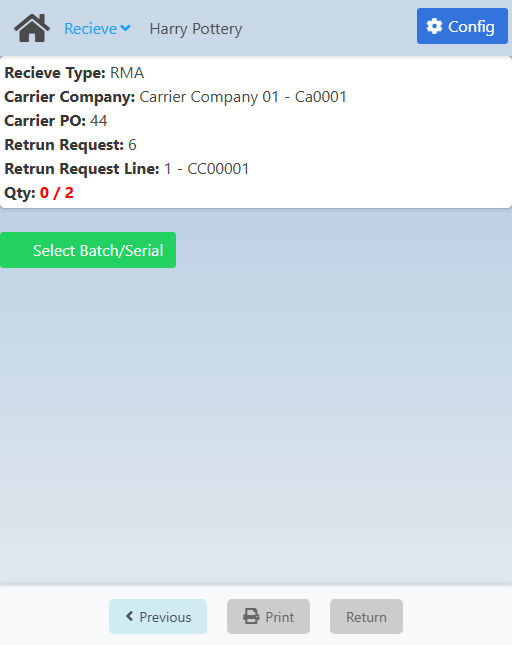 Recieve Harry Pottery Config
Recieve Type: RMA
Carrier Company: Carrier Company 01 - Ca0001
Carrier PO: 44
Retrun Request: 6
Retrun Request Line: 1 - CC00001
Qty: 0 / 2
Select Batch/Serial
Previous Print Return